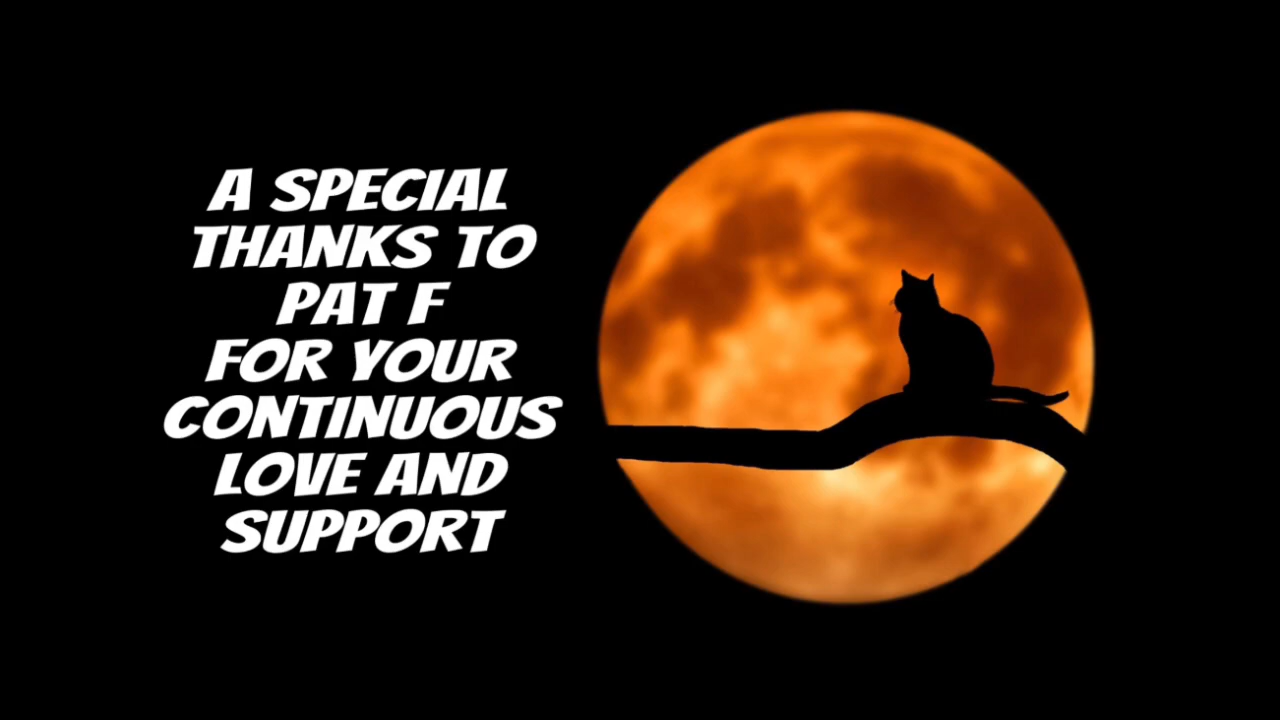 A SPECIAL
THANKS TO
PAT F
FOR YOUR
CONTINUOUS
LOVE AND
SUPPORT